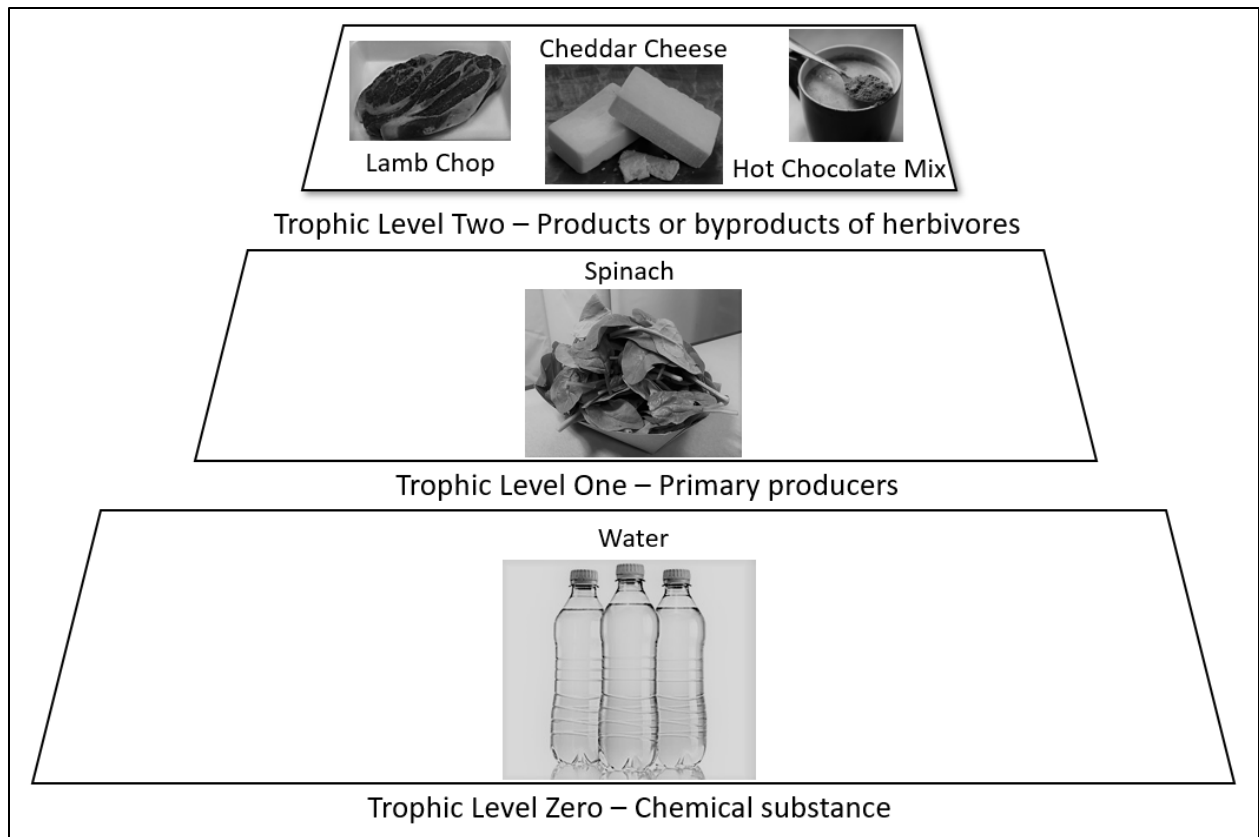 Cheddar Cheese
Lamb Chop
Hot Chocolate Mix
Trophic Level Two – Products or byproducts of herbivores
Spinach
Trophic Level One – Primary producers
Water
Trophic Level Zero – Chemical substance